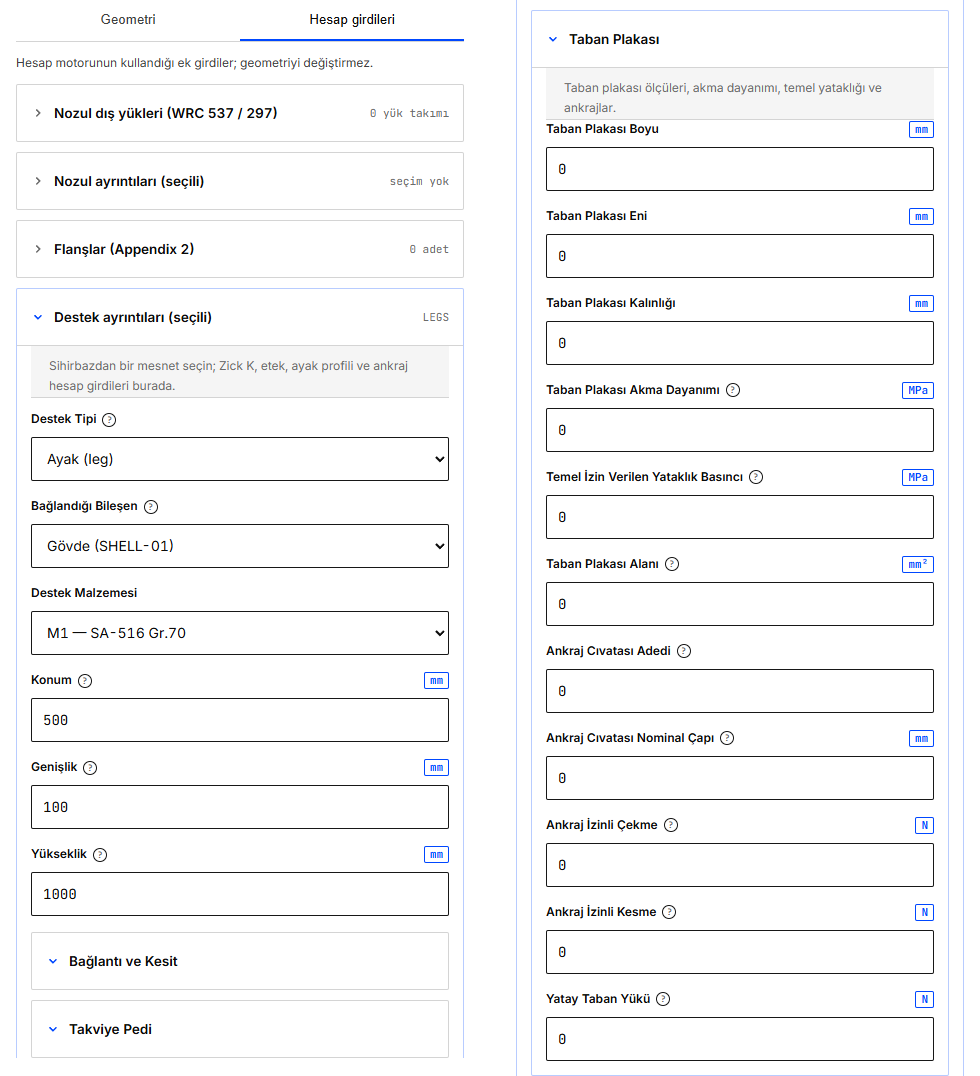 Geometri
Hesap girdileri
Hesap motorunun kullandığı ek girdiler; geometriyi değiştirmez.
Nozul dış yükleri (WRC 537 / 297)
0 yük takımı
Nozul ayrıntıları (seçili)
seçim yok
Flanşlar (Appendix 2)
0 adet
Destek ayrıntıları (seçili)
LEGS
Sihirbazdan bir mesnet seçin; Zick K, etek, ayak profili ve ankraj
hesap girdileri burada.
Destek Tipi ?
Ayak (leg)
Bağlandığı Bileşen ?
Gövde (SHELL-01)
Destek Malzemesi
M1 — SA-516 Gr.70
Konum ? mm
500
Genişlik ? mm
100
Yükseklik ? mm
1000
Bağlantı ve Kesit
Takviye Pedi
Taban Plakası
Taban plakası ölçüleri, akma dayanımı, temel yataklığı ve
ankrajlar.
Taban Plakası Boyu mm
0
Taban Plakası Eni mm
0
Taban Plakası Kalınlığı mm
0
Taban Plakası Akma Dayanımı ? MPa
0
Temel İzin Verilen Yataklık Basıncı ? MPa
0
Taban Plakası Alanı ? mm²
0
Ankraj Cıvatası Adedi ?
0
Ankraj Cıvatası Nominal Çapı ? mm
0
Ankraj İzinli Çekme ? N
0
Ankraj İzinli Kesme ? N
0
Yatay Taban Yükü ? N
0